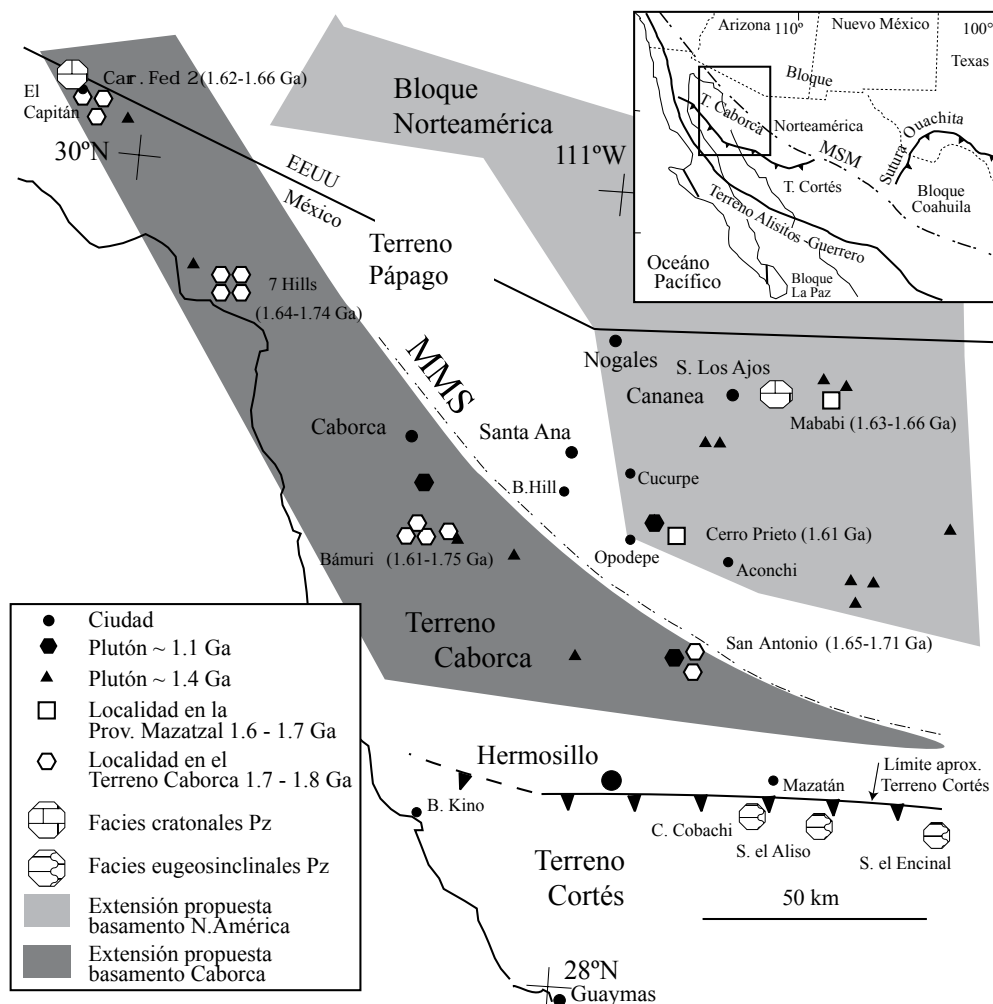 Car. Fed 2 (1.62-1.66 Ga)
El
Capitán
30ºN
EEUU
México
Bloque
Norteamérica
111ºW
Terreno
Pápago
7 Hills
(1.64-1.74 Ga)
MMS
Nogales
S. Los Ajos
Cananea
Mababi (1.63-1.66 Ga)
Caborca
Santa Ana
B.Hill
Cucurpe
Cerro Prieto (1.61 Ga)
Opodepe
Aconchi
Bámuri (1.61-1.75 Ga)
Terreno
Caborca
San Antonio (1.65-1.71 Ga)
Hermosillo
Mazatán
Límite aprox.
Terreno Cortés
B. Kino
C. Cobachi
S. el Aliso
S. el Encinal
Terreno
Cortés
50 km
28ºN
Guaymas
Arizona
110º
Nuevo México
100º
Texas
Bloque
Norteamérica
T. Caborca
MSM
Sutura Ouachita
T. Cortés
Bloque
Coahuila
Terreno Alisitos-Guerrero
Oceáno
Pacífico
Bloque
La Paz
Ciudad
Plutón ~ 1.1 Ga
Plutón ~ 1.4 Ga
Localidad en la
Prov. Mazatzal 1.6 - 1.7 Ga
Localidad en el
Terreno Caborca 1.7 - 1.8 Ga
Facies cratonales Pz
Facies eugeosinclinales Pz
Extensión propuesta
basamento N.América
Extensión propuesta
basamento Caborca